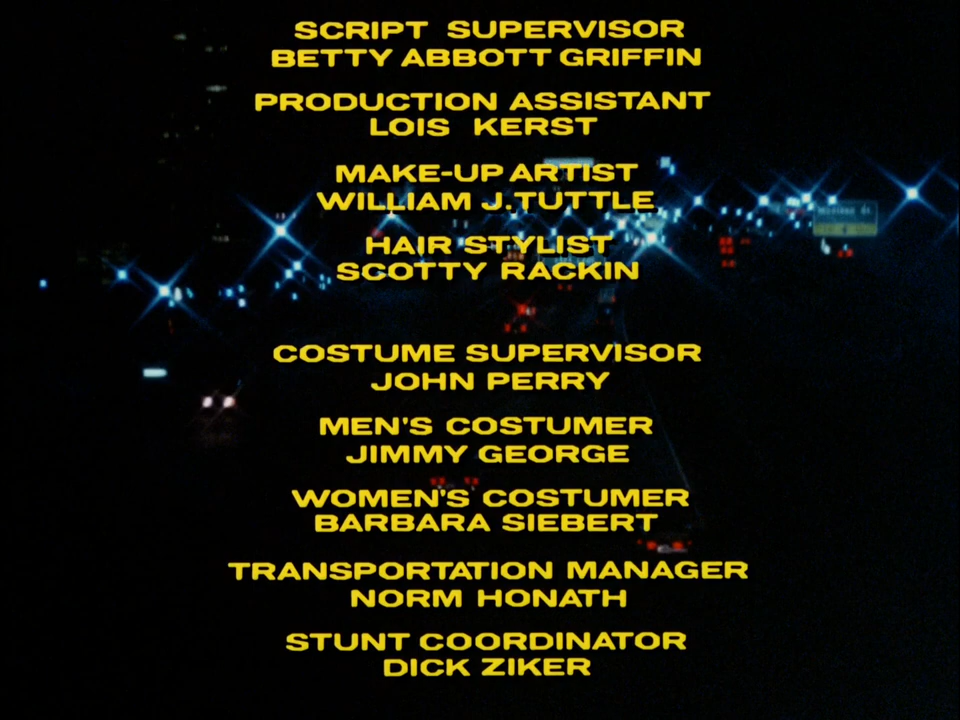 SCRIPT SUPERVISOR
BETTY ABBOTT GRIFFIN
PRODUCTION ASSISTANT
LOIS KERST
MAKE-UP ARTIST
WILLIAM J. TUTTLE
HAIR STYLIST
SCOTTY RACKIN
COSTUME SUPERVISOR
JOHN PERRY
MEN'S COSTUMER
JIMMY GEORGE
WOMEN'S COSTUMER
BARBARA SIEBERT
TRANSPORTATION MANAGER
NORM HONATH
STUNT COORDINATOR
DICK ZIKER